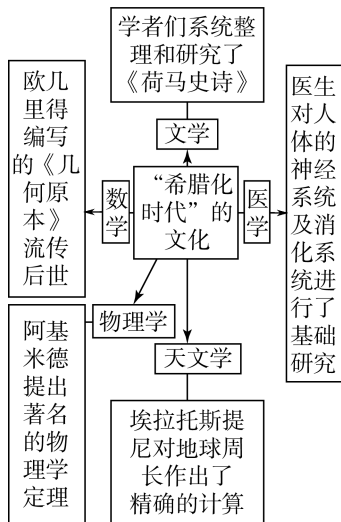 学者们系统整
理和研究了
《荷马史诗》
文学
欧几
里得
编写
的《几
何原
本》
流传
后世
数
学
“希腊化
时代”的
文化
医
学
医生
对人
体的
神经
系统
及消
化系
统进
行了
基础
研究
物理学
阿基
米德
提出
著名
的物
理学
定理
天文学
埃拉托斯提
尼对地球周
长作出了
精确的计算